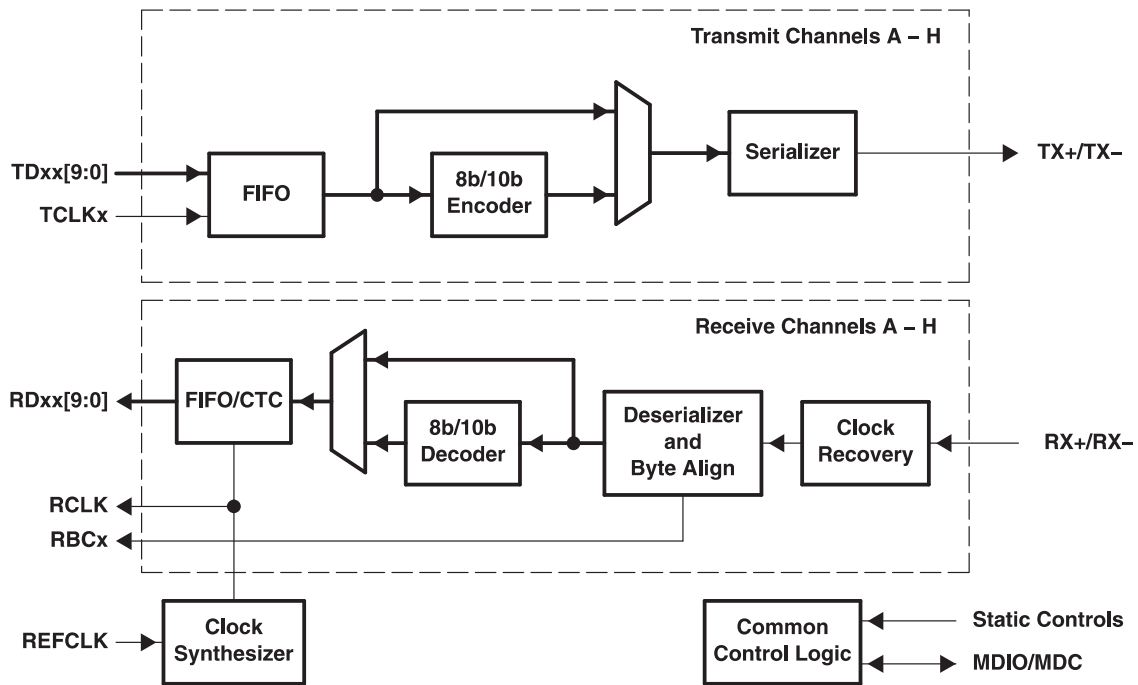 Transmit Channels A – H
TDxx[9:0]
TCLKx
FIFO
8b/10b
Encoder
Serializer
TX+/TX–
Receive Channels A – H
RDxx[9:0]
FIFO/CTC
8b/10b
Decoder
Deserializer
and
Byte Align
Clock
Recovery
RX+/RX–
RCLK
RBCx
REFCLK
Clock
Synthesizer
Common
Control Logic
Static Controls
MDIO/MDC